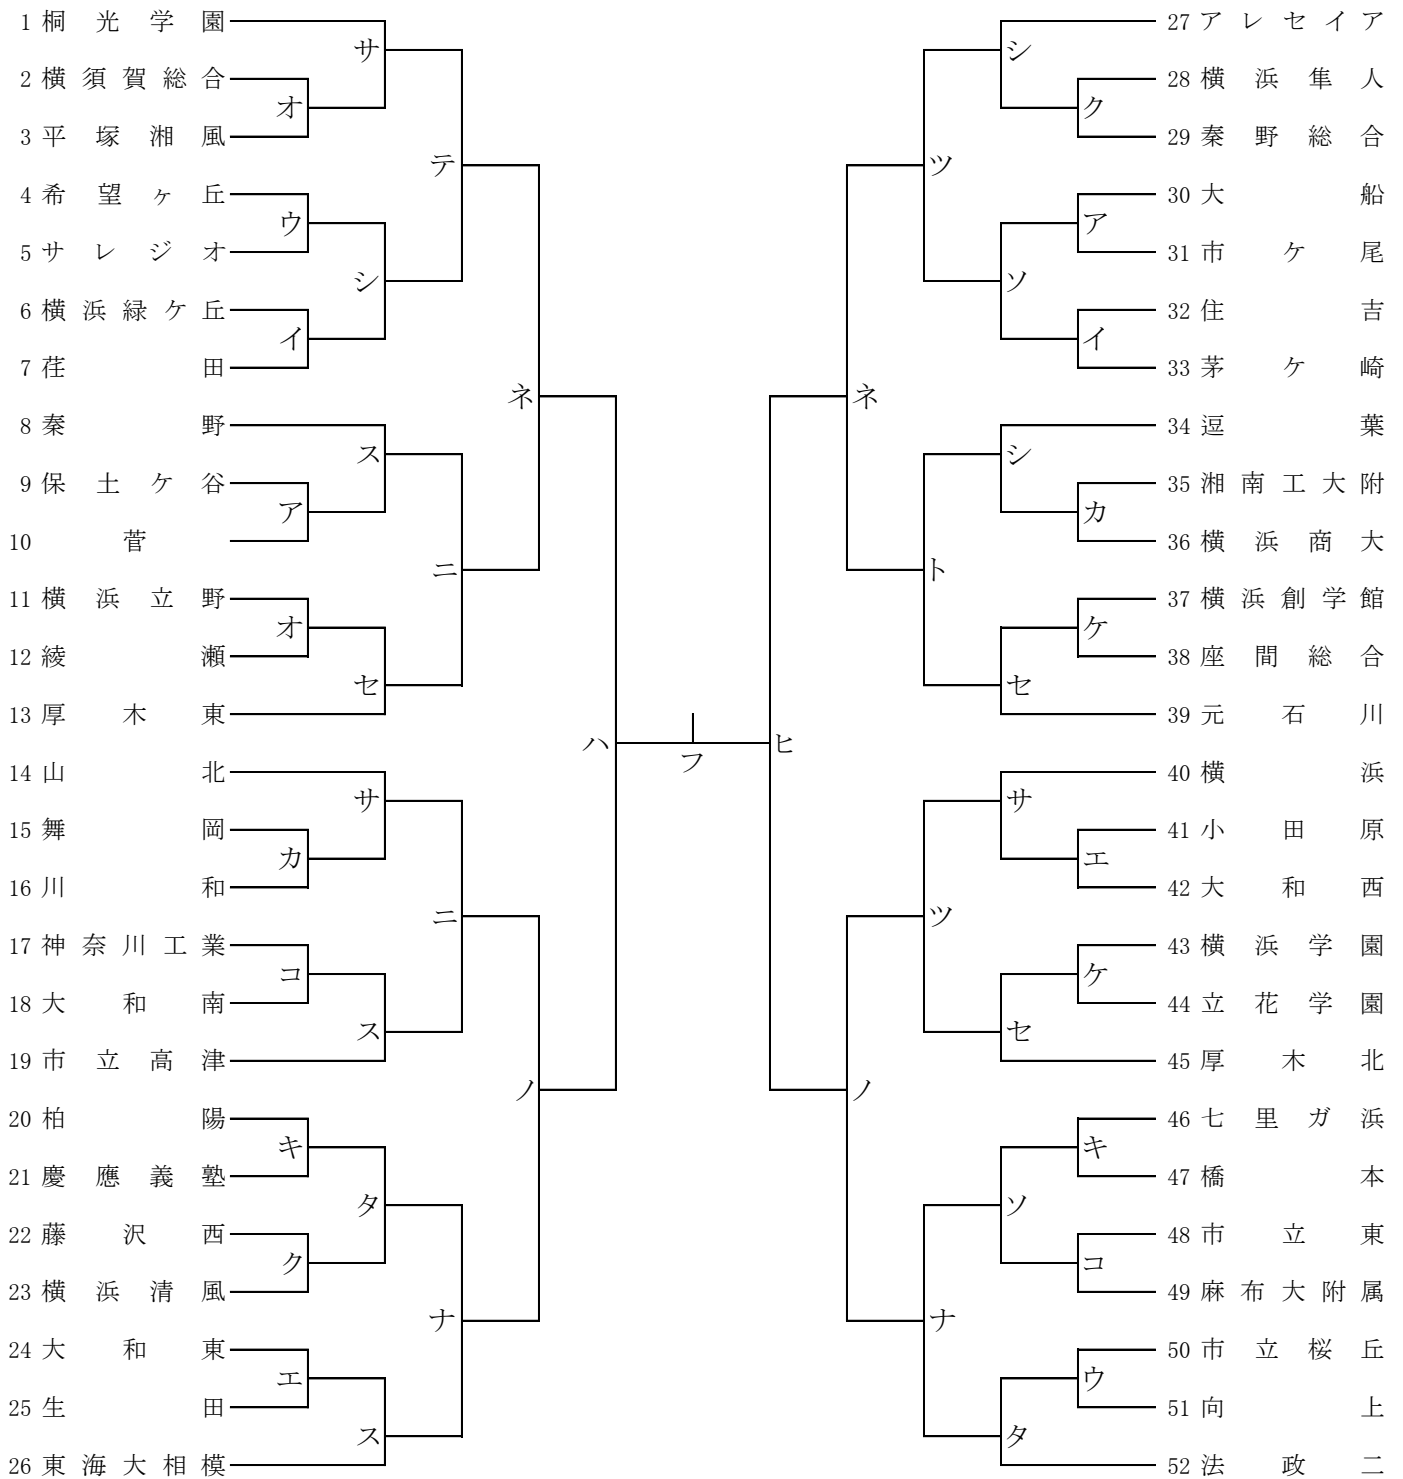 1 桐光学園
2 横須賀総合
3 平塚湘風
4 希望ヶ丘
5 サレジオ
6 横浜緑ケ丘
7 荏田
8 秦野
9 保土ケ谷
10 菅
11 横浜立野
12 綾瀬
13 厚木東
14 山北
15 舞岡
16 川和
17 神奈川工業
18 大和南
19 市立高津
20 柏陽
21 慶應義塾
22 藤沢西
23 横浜清風
24 大和東
25 生田
26 東海大相模
オ
ウ
イ
ア
オ
カ
コ
キ
ク
エ
サ
シ
ス
セ
サ
ス
タ
ス
テ
ニ
ニ
ナ
ネ
ノ
ハ
フ
ヒ
ネ
ノ
ツ
ト
ツ
ナ
シ
ソ
シ
セ
サ
セ
ソ
タ
ク
ア
イ
カ
ケ
エ
ケ
キ
コ
ウ
27 アレセイア
28 横浜隼人
29 秦野総合
30 大船
31 市ケ尾
32 住吉
33 茅ケ崎
34 逗葉
35 湘南工大附
36 横浜商大
37 横浜創学館
38 座間総合
39 元石川
40 横浜
41 小田原
42 大和西
43 横浜学園
44 立花学園
45 厚木北
46 七里ガ浜
47 橋本
48 市立東
49 麻布大附属
50 市立桜丘
51 向上
52 法政二